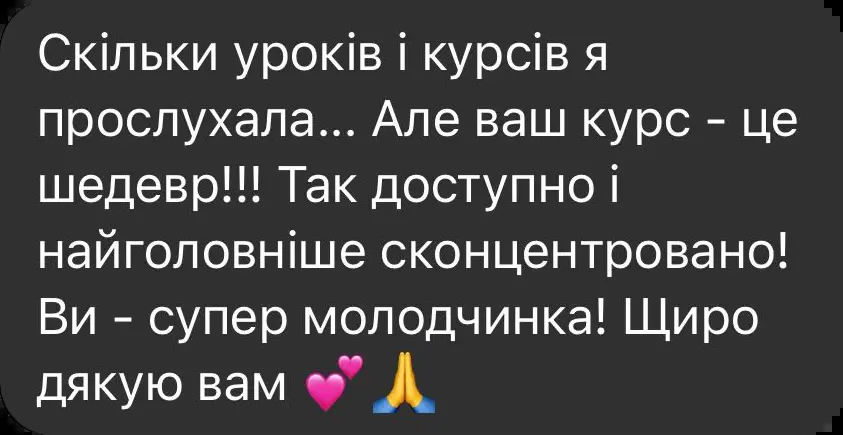 Скільки уроків і курсів я
прослухала... Але ваш курс - це
шедевр!!! Так доступно і
найголовніше сконцентровано!
Ви - супер молодчинка! Щиро
дякую вам 💕🙏